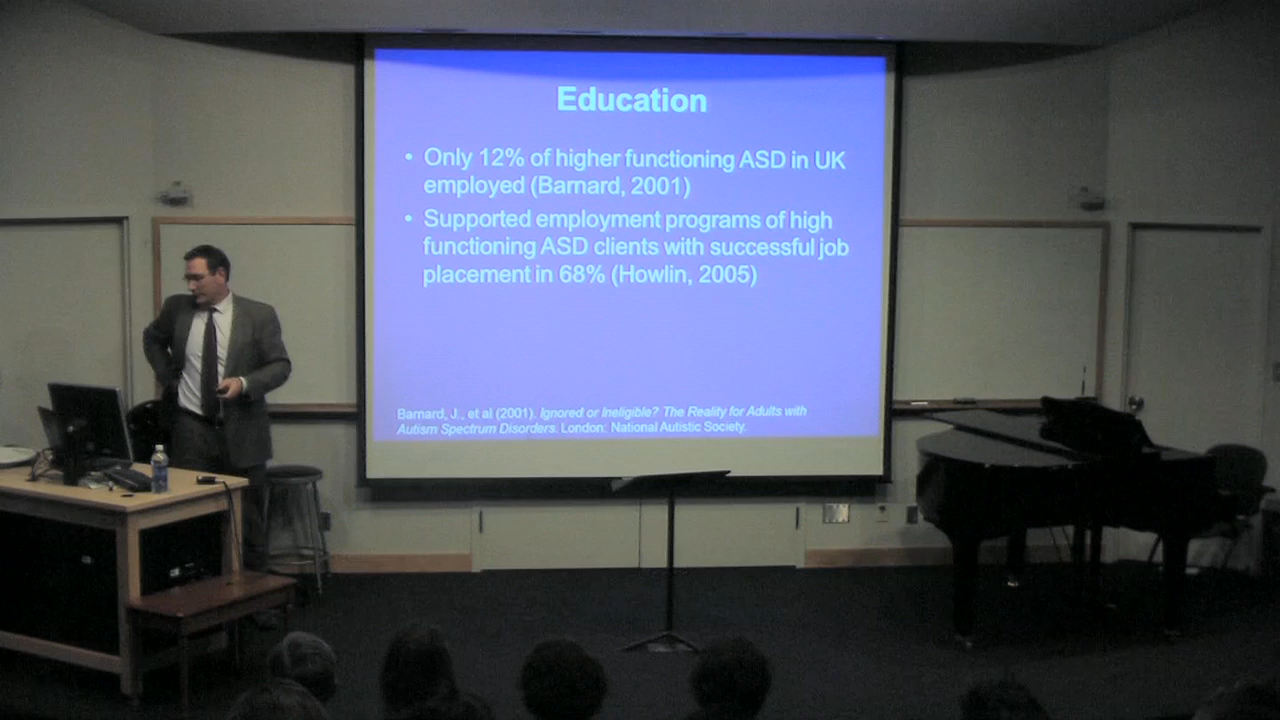 Education
• Only 12% of higher functioning ASD in UK
employed (Barnard, 2001)
• Supported employment programs of high
functioning ASD clients with successful job
placement in 68% (Howlin, 2005)
Barnard, J., et al (2001). Ignored or Ineligible? The Reality for Adults with
Autism Spectrum Disorders. London: National Autistic Society.